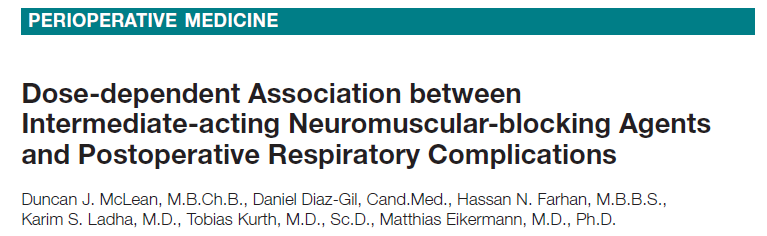 PERIOPERATIVE MEDICINE
Dose-dependent Association between
Intermediate-acting Neuromuscular-blocking Agents
and Postoperative Respiratory Complications
Duncan J. McLean, M.B.Ch.B., Daniel Diaz-Gil, Cand.Med., Hassan N. Farhan, M.B.B.S.,
Karim S. Ladha, M.D., Tobias Kurth, M.D., Sc.D., Matthias Eikermann, M.D., Ph.D.